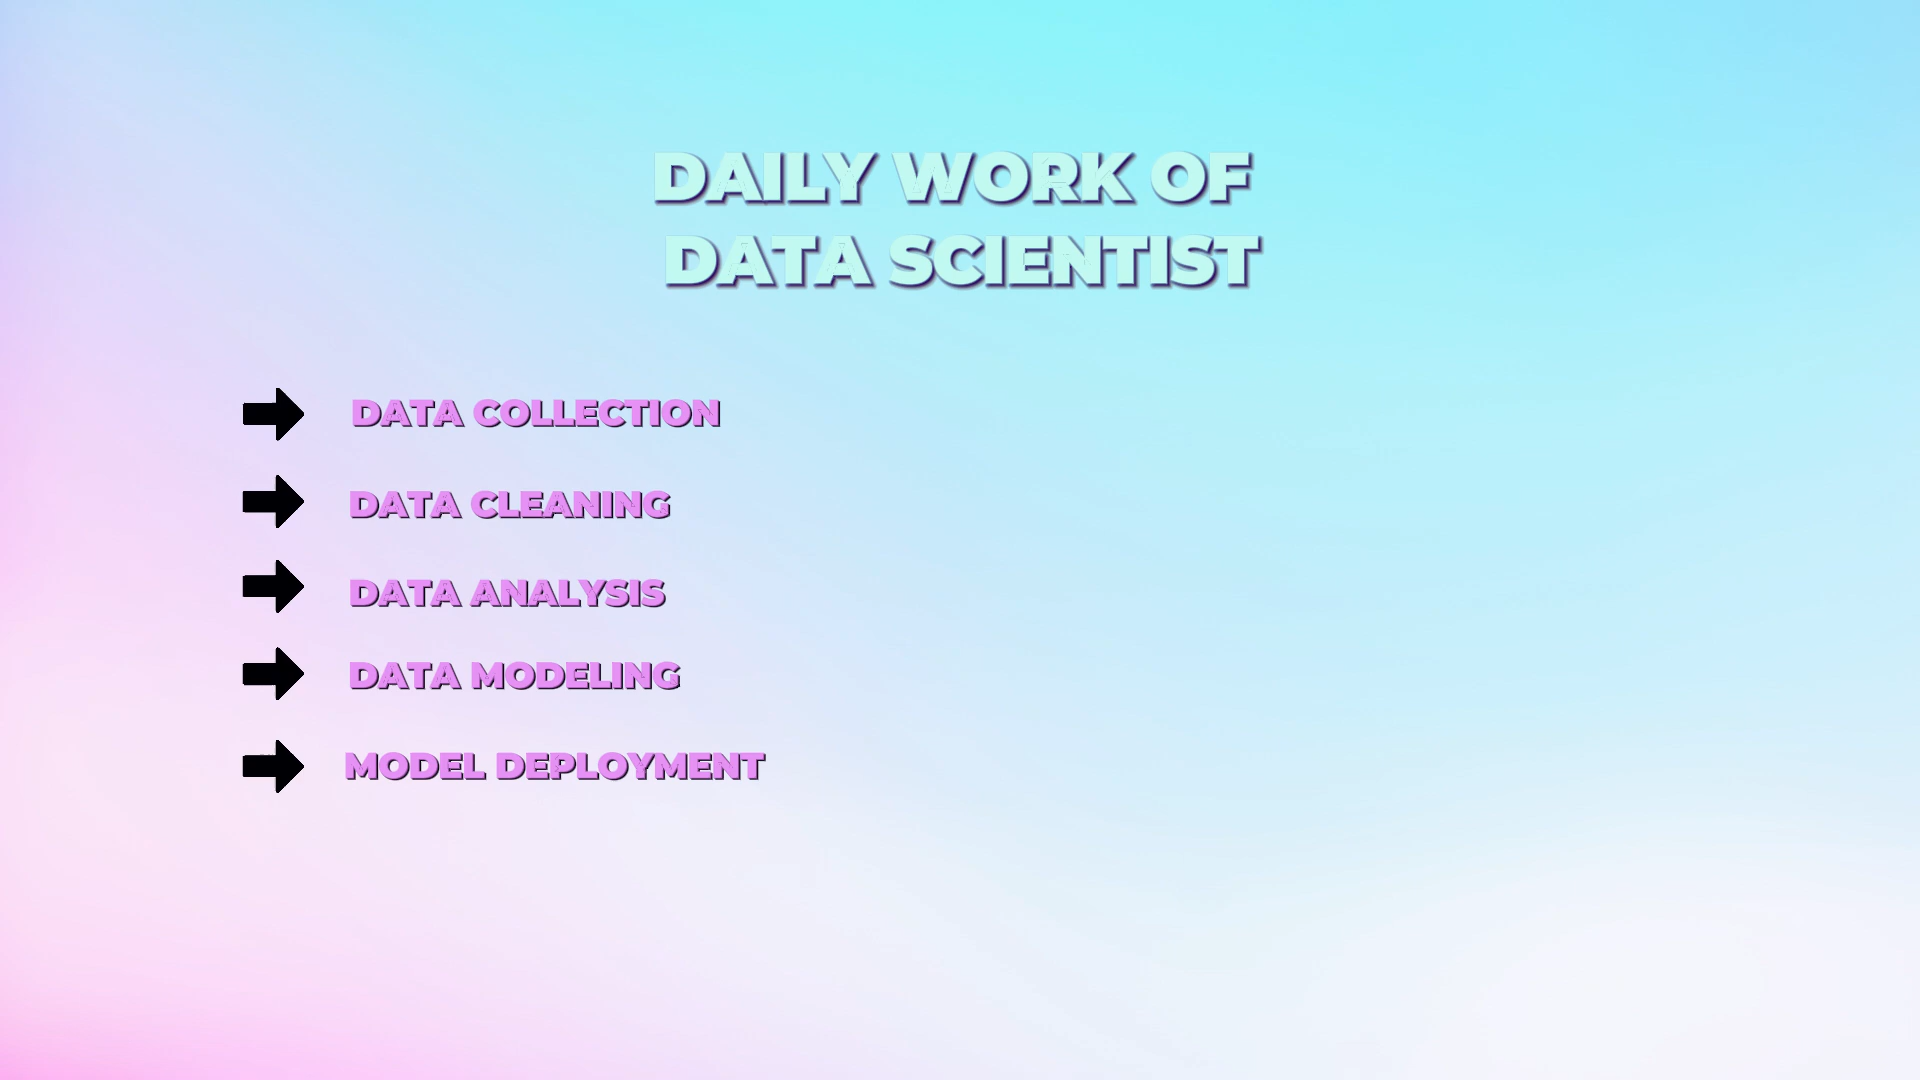 DAILY WORK OF
DATA SCIENTIST
DATA COLLECTION
DATA CLEANING
DATA ANALYSIS
DATA MODELING
MODEL DEPLOYMENT